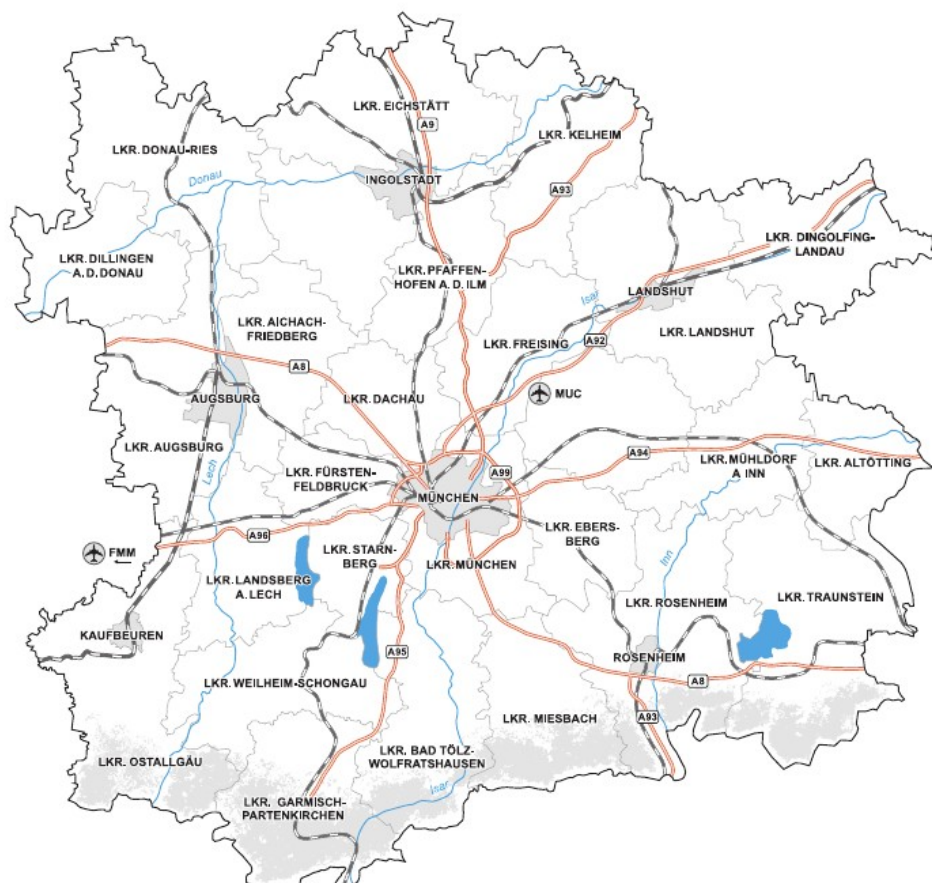 LKR. EICHSTÄTT
A9
LKR. KELHEIM
LKR. DONAU-RIES
Donau
INGOLSTADT
A93
LKR. DILLINGEN
A. D. DONAU
LKR. PFAFFEN-
HOFEN A. D. ILM
LKR. DINGOLFING-
LANDAU
LANDSHUT
Isar
LKR. AICHACH-
FRIEDBERG
LKR. FREISING
A92
LKR. LANDSHUT
A8
AUGSBURG
LKR. DACHAU
MUC
LKR. AUGSBURG
Lech
LKR. FÜRSTEN-
FELDBRUCK
A99
A94
LKR. MÜHLDORF
A INN
LKR. ALTÖTTING
MÜNCHEN
A96
FMM
LKR. STARN-
BERG
LKR. EBERS-
BERG
LKR. MÜNCHEN
Inn
LKR. LANDSBERG
A. LECH
LKR. ROSENHEIM
LKR. TRAUNSTEIN
KAUFBEUREN
A95
ROSENHEIM
LKR. WEILHEIM-SCHONGAU
A8
A93
LKR. MIESBACH
LKR. OSTALLGÄU
LKR. BAD TÖLZ-
WOLFRATSHAUSEN
Isar
LKR. GARMISCH-
PARTENKIRCHEN